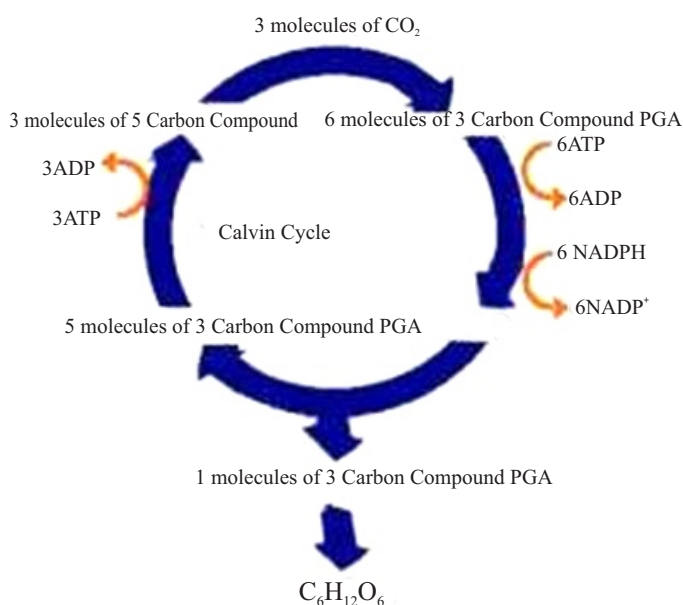 3 molecules of CO₂
3 molecules of 5 Carbon Compound
6 molecules of 3 Carbon Compound PGA
6ATP
6ADP
3ADP
3ATP
Calvin Cycle
6 NADPH
6NADP⁺
5 molecules of 3 Carbon Compound PGA
1 molecules of 3 Carbon Compound PGA
C₆H₁₂O₆